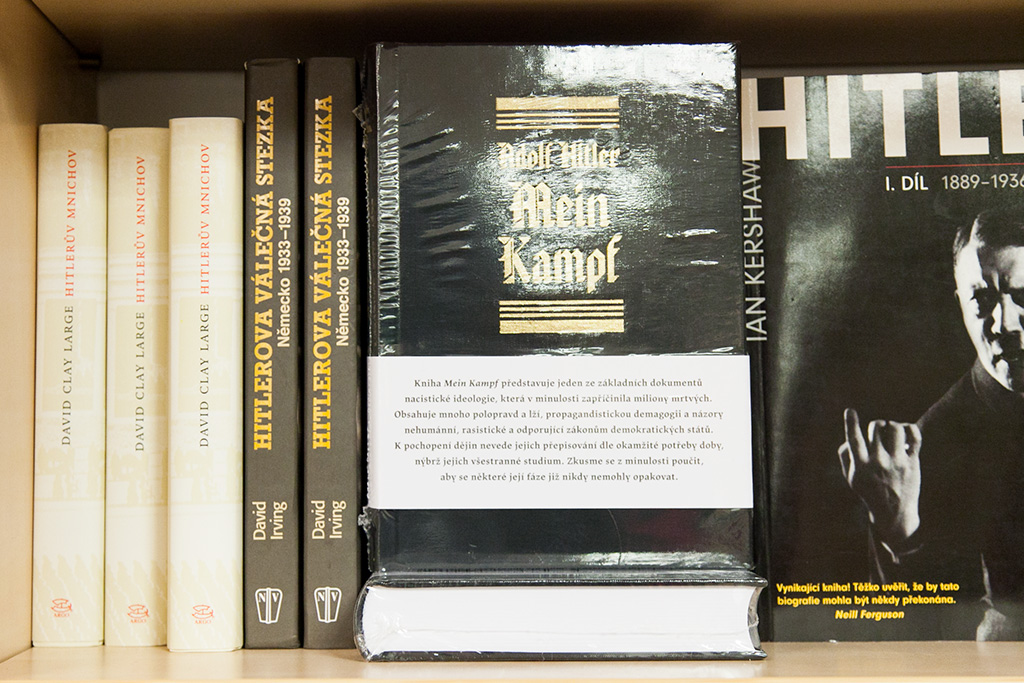 DAVID CLAY LARGE HITLERŮV MNICHOV
ARGO
DAVID CLAY LARGE HITLERŮV MNICHOV
ARGO
DAVID CLAY LARGE HITLERŮV MNICHOV
ARGO
David
Irving
HITLEROVA VÁLEČNÁ STEZKA
Německo 1933–1939
N V
David
Irving
HITLEROVA VÁLEČNÁ STEZKA
Německo 1933–1939
N V
Adolf Hitler
Mein
Kampf
Kniha Mein Kampf představuje jeden ze základních dokumentů
nacistické ideologie, která v minulosti zapříčinila miliony mrtvých.
Obsahuje mnoho polopravd a lží, propagandistickou demagogii a názory
nehumánní, rasistické a odporující zákonům demokratických států.
K pochopení dějin nevede jejich přepisování dle okamžité potřeby doby,
nýbrž jejich všestranné studium. Zkusme se z minulosti poučit,
aby se některé její fáze již nikdy nemohly opakovat.
IAN KERSHAW
HITLE
I. DÍL 1889–1936
Vynikající kniha! Těžko uvěřit, že by tato
biografie mohla být někdy překonána.
Neill Ferguson